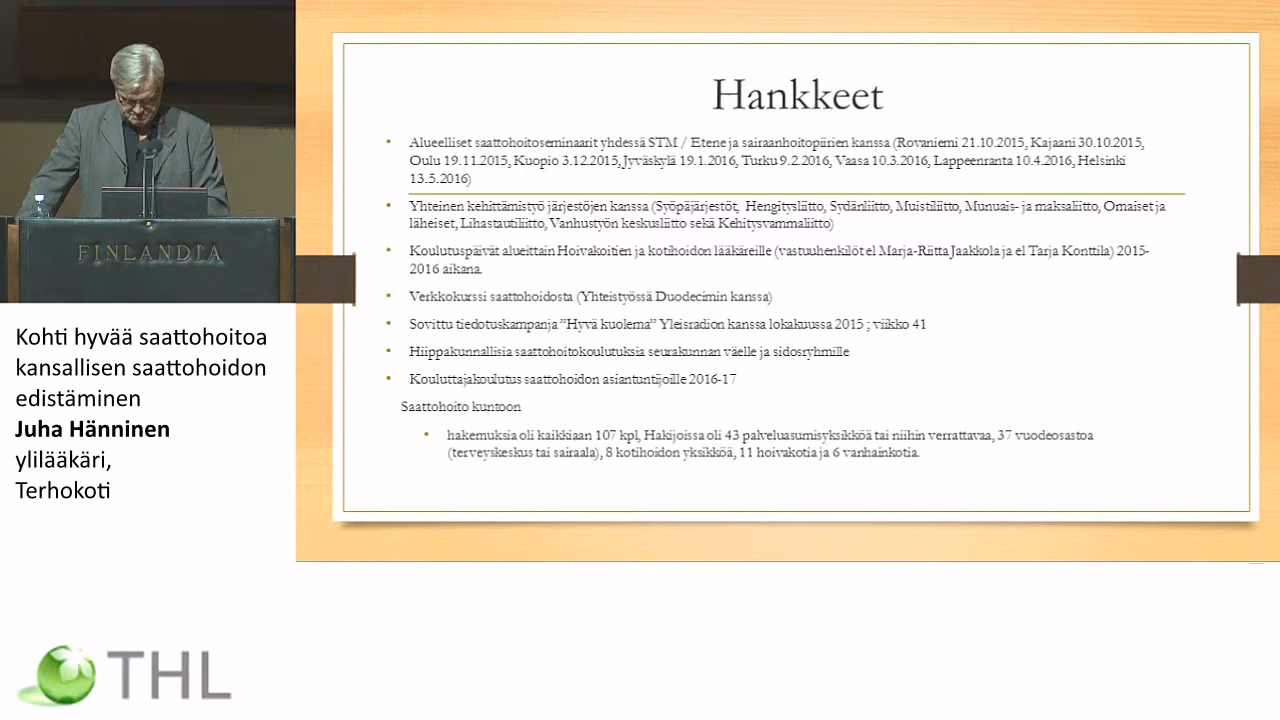 FINLANDIA
Kohti hyvää saattohoitoa
kansallisen saattohoidon
edistäminen
Juha Hänninen
ylilääkäri,
Terhokoti
THL
Hankkeet
• Alueelliset saattohoitoseminaarit yhdessä STM / Etene ja sairaanhoitopiirien kanssa (Rovaniemi 21.10.2015, Kajaani 30.10.2015,
Oulu 19.11.2015, Kuopio 3.12.2015, Jyväskylä 19.1.2016, Turku 9.2.2016, Vaasa 10.3.2016, Lappeenranta 10.4.2016, Helsinki
13.5.2016)
• Yhteinen kehittämistyö järjestöjen kanssa (Syöpäjärjestöt, Hengitysliitto, Sydänliitto, Muistiliitto, Munuais- ja maksaliitto, Omaiset ja
läheiset, Lihastautiliitto, Vanhustyön keskusliitto sekä Kehitysvammaliitto)
• Koulutuspäivät alueittain Hoivakoitien ja kotihoidon lääkäreille (vastuuhenkilöt el Marja-Riitta Jaakkola ja el Tarja Konttila) 2015-
2016 aikana.
• Verkkokurssi saattohoidosta (Yhteistyössä Duodecimin kanssa)
• Sovittu tiedotuskampanja ”Hyvä kuolema” Yleisradion kanssa lokakuussa 2015 ; viikko 41
• Hiippakunnallisia saattohoitokoulutuksia seurakunnan väelle ja sidosryhmille
• Kouluttajakoulutus saattohoidon asiantuntijoille 2016-17
Saattohoito kuntoon
• hakemuksia oli kaikkiaan 107 kpl, Hakijoissa oli 43 palveluasumisyksikköä tai niihin verrattavaa, 37 vuodeosastoa
(terveyskeskus tai sairaala), 8 kotihoidon yksikköä, 11 hoivakotia ja 6 vanhainkotia.